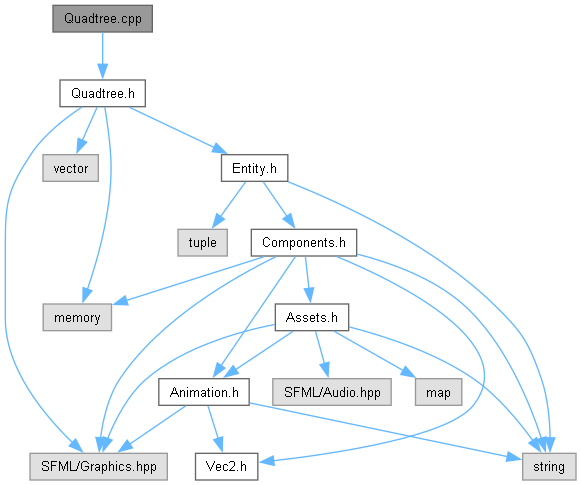 Quadtree.cpp
Quadtree.h
vector
Entity.h
tuple
Components.h
memory
Assets.h
Animation.h
SFML/Audio.hpp
map
SFML/Graphics.hpp
Vec2.h
string